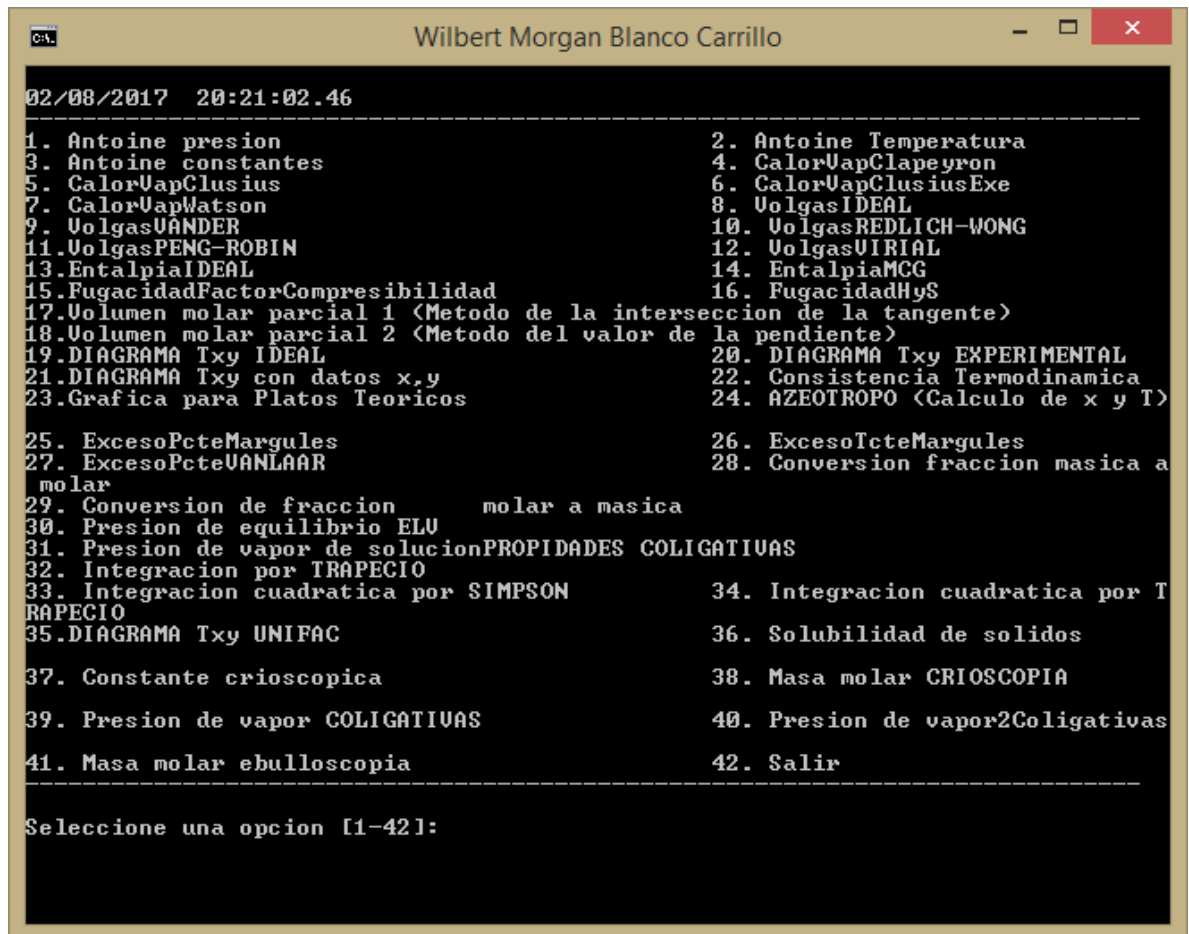 Wilbert Morgan Blanco Carrillo
02/08/2017 20:21:02.46
1. Antoine presion 2. Antoine Temperatura
3. Antoine constantes 4. CalorVapClapeyron
5. CalorVapClusius 6. CalorVapClusiusExe
7. CalorVapWatson 8. VolgasIDEAL
9. VolgasVANDER 10. VolgasREDLICH-WONG
11.VolgasPENG-ROBIN 12. VolgasVIRIAL
13.EntalpiaIDEAL 14. EntalpiaMCG
15.FugacidadFactorCompresibilidad 16. FugacidadHyS
17.Volumen molar parcial 1 (Metodo de la interseccion de la tangente)
18.Volumen molar parcial 2 (Metodo del valor de la pendiente)
19.DIAGRAMA Txy IDEAL 20. DIAGRAMA Txy EXPERIMENTAL
21.DIAGRAMA Txy con datos x,y 22. Consistencia Termodinamica
23.Grafica para Platos Teoricos 24. AZEOTROPO (Calculo de x y T)
25. ExcesoPcteMargules 26. ExcesoTcteMargules
27. ExcesoPcteVANLAAR 28. Conversion fraccion masica a
molar
29. Conversion de fraccion molar a masica
30. Presion de equilibrio ELV
31. Presion de vapor de solucionPROPIDADES COLIGATIVAS
32. Integracion por TRAPECIO
33. Integracion cuadratica por SIMPSON 34. Integracion cuadratica por T
RAPECIO
35.DIAGRAMA Txy UNIFAC 36. Solubilidad de solidos
37. Constante crioscopica 38. Masa molar CRIOSCOPIA
39. Presion de vapor COLIGATIVAS 40. Presion de vapor2Coligativas
41. Masa molar ebulloscopia 42. Salir
Seleccione una opcion [1-42]: